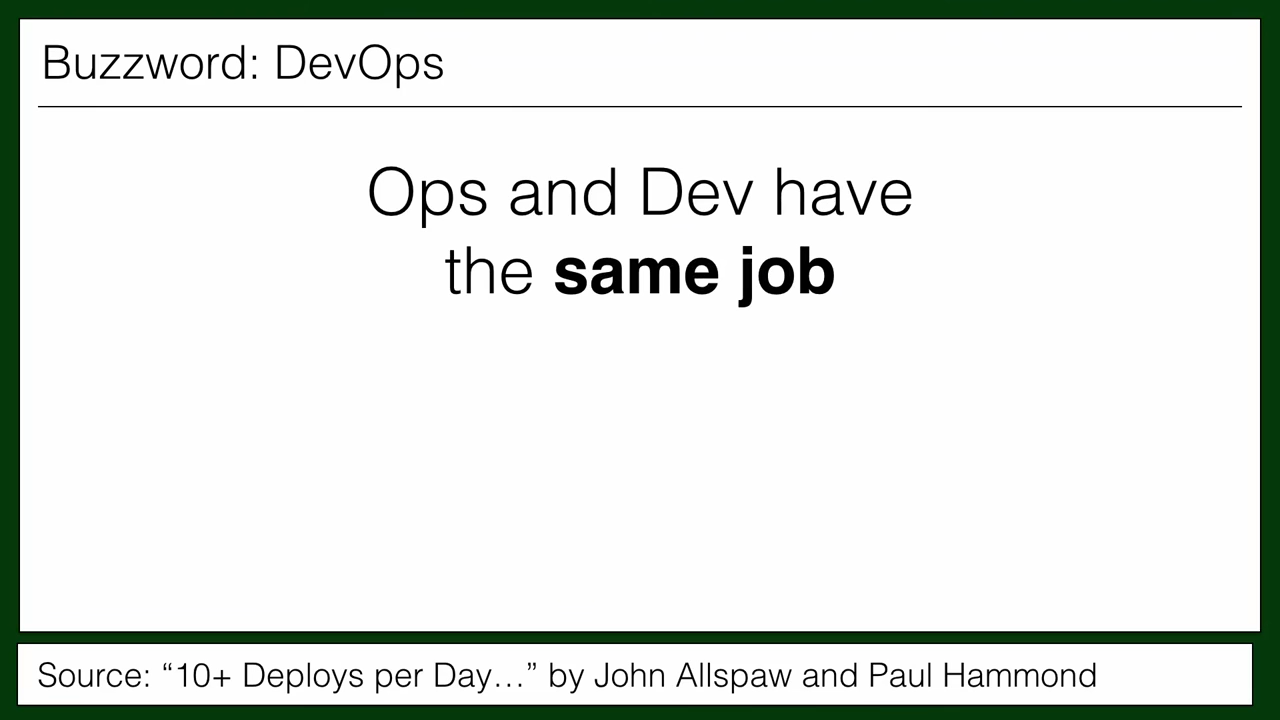 Buzzword: DevOps
Ops and Dev have
the same job
Source: “10+ Deploys per Day…” by John Allspaw and Paul Hammond